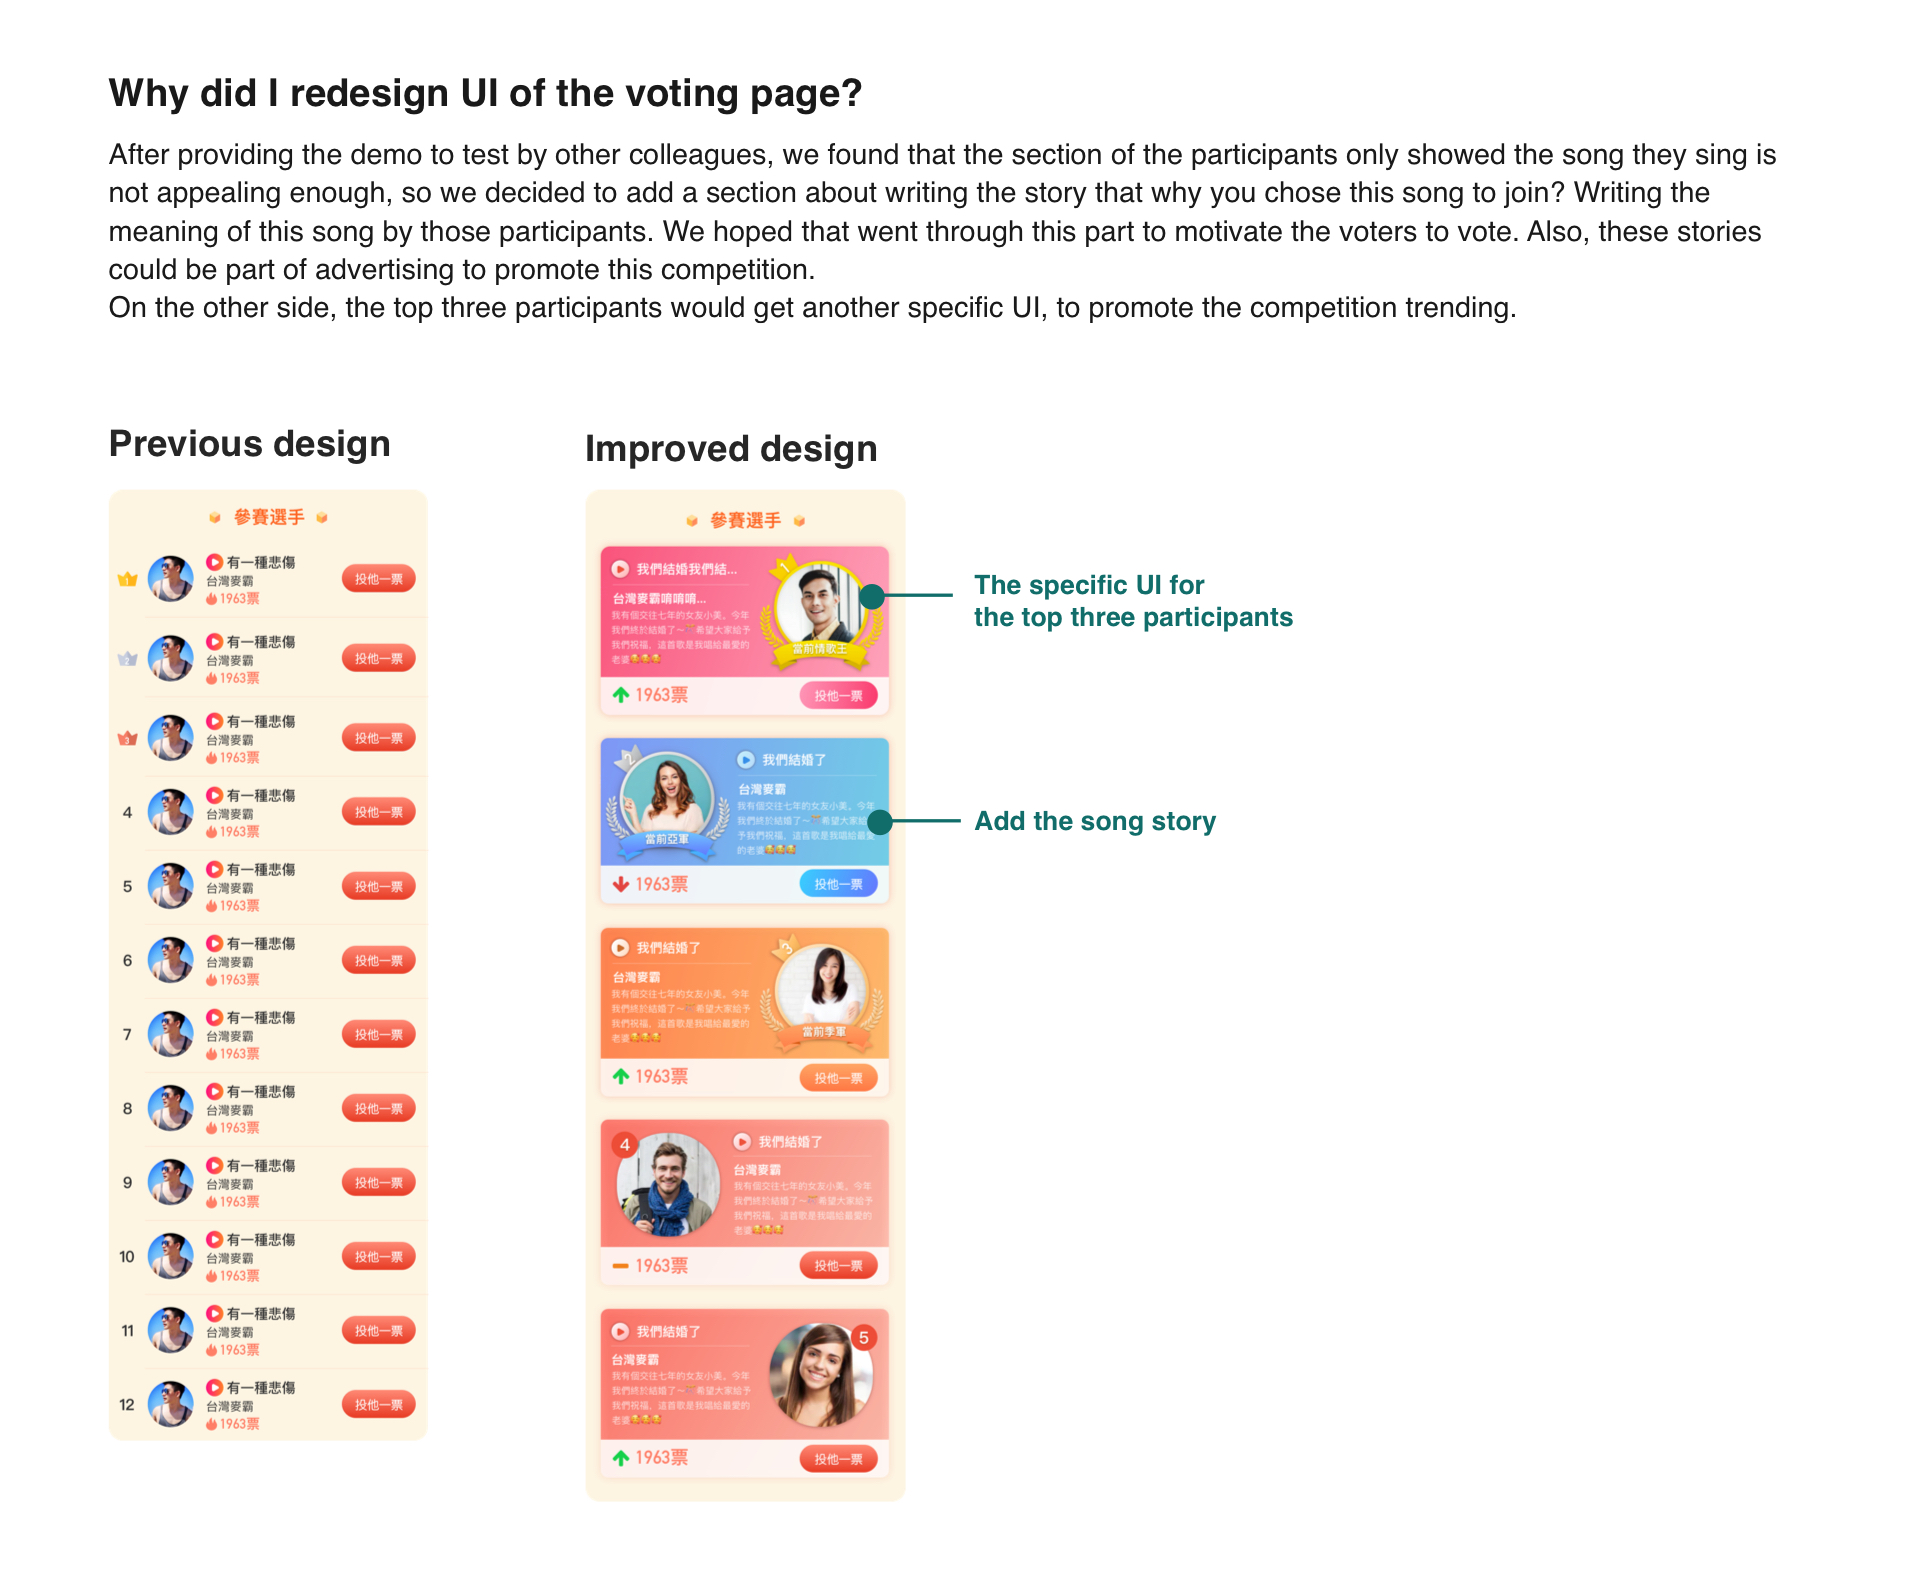 Why did I redesign UI of the voting page?
After providing the demo to test by other colleagues, we found that the section of the participants only showed the song they sing is
not appealing enough, so we decided to add a section about writing the story that why you chose this song to join? Writing the
meaning of this song by those participants. We hoped that went through this part to motivate the voters to vote. Also, these stories
could be part of advertising to promote this competition.
On the other side, the top three participants would get another specific UI, to promote the competition trending.
Previous design
參賽選手
1
有一種悲傷
台灣麥霸
1963票
投他一票
2
有一種悲傷
台灣麥霸
1963票
投他一票
3
有一種悲傷
台灣麥霸
1963票
投他一票
4
有一種悲傷
台灣麥霸
1963票
投他一票
5
有一種悲傷
台灣麥霸
1963票
投他一票
6
有一種悲傷
台灣麥霸
1963票
投他一票
7
有一種悲傷
台灣麥霸
1963票
投他一票
8
有一種悲傷
台灣麥霸
1963票
投他一票
9
有一種悲傷
台灣麥霸
1963票
投他一票
10
有一種悲傷
台灣麥霸
1963票
投他一票
11
有一種悲傷
台灣麥霸
1963票
投他一票
12
有一種悲傷
台灣麥霸
1963票
投他一票
Improved design
參賽選手
我們結婚我們結...
台灣麥霸唷唷唷...
我有個交往七年的女友小美。今年
我們終於結婚了～🎊希望大家給予
我們祝福。這首歌是我唱給最愛的
老婆🥰🥰🥰
1
當前情歌王
1963票
投他一票
2
當前亞軍
我們結婚了
台灣麥霸
我有個交往七年的女友小美。今年
我們終於結婚了～🎊希望大家給
予我們祝福。這首歌是我唱給最愛
的老婆🥰🥰🥰
1963票
投他一票
我們結婚了
台灣麥霸
我有個交往七年的女友小美。今年
我們終於結婚了～🎊希望大家給予
我們祝福。這首歌是我唱給最愛的
老婆🥰🥰🥰
3
當前季軍
1963票
投他一票
4
我們結婚了
台灣麥霸
我有個交往七年的女友小美。今年
我們終於結婚了～🎊希望大家給予
我們祝福。這首歌是我唱給最愛的
老婆🥰🥰🥰
1963票
投他一票
我們結婚了
台灣麥霸
我有個交往七年的女友小美。今年
我們終於結婚了～🎊希望大家給予
我們祝福。這首歌是我唱給最愛的
老婆🥰🥰🥰
5
1963票
投他一票
The specific UI for
the top three participants
Add the song story